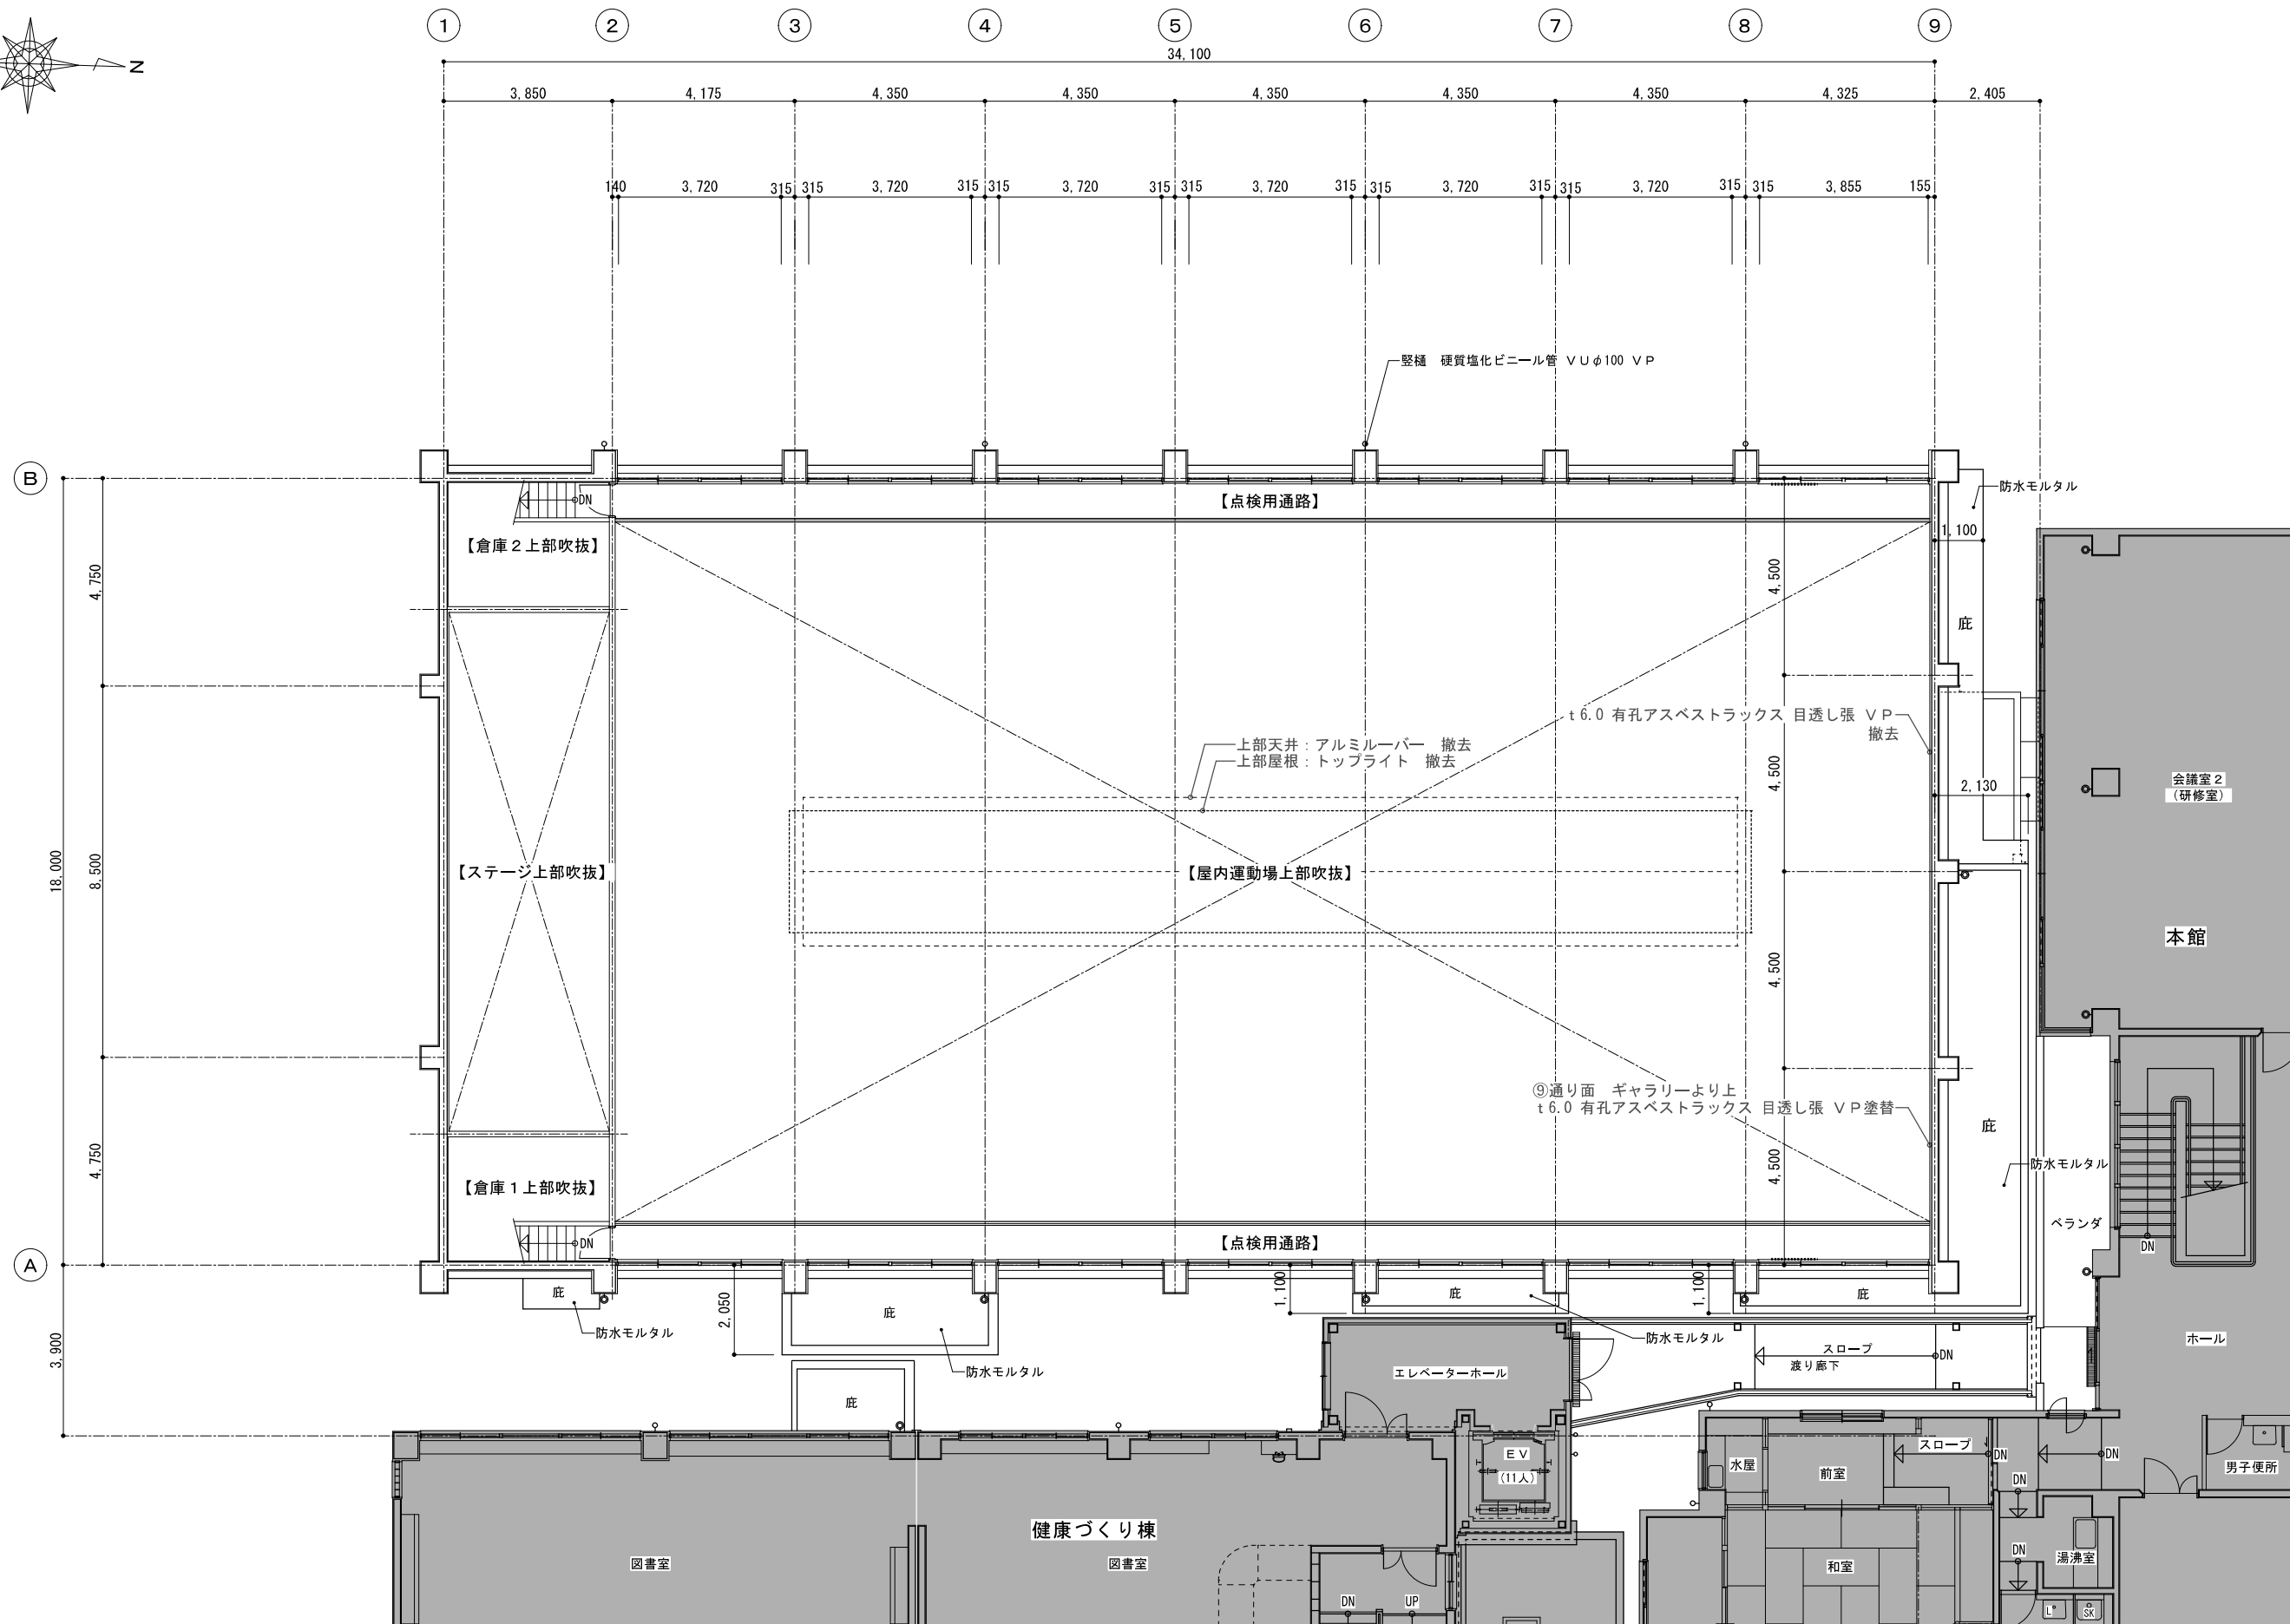 1 2 3 4 5 6 7 8 9
N
34,100
3,850 4,175 4,350 4,350 4,350 4,350 4,350 4,325 2,405
140 3,720 315 315 3,720 315 315 3,720 315 315 3,720 315 315 3,720 315 315 3,720 315 315 3,855 155
竪樋 硬質塩化ビニール管 ＶＵφ100 ＶＰ
B
【点検用通路】
DN
防水モルタル
【倉庫２上部吹抜】
1,100
4,750
4,500
庇
t6.0 有孔アスベストラックス 目透し張 ＶＰ
撤去
上部天井：アルミルーバー 撤去
上部屋根：トップライト 撤去
4,500
2,130
会議室２
（研修室）
18,000
8,500
【ステージ上部吹抜】
【屋内運動場上部吹抜】
本館
4,500
⑨通り面 ギャラリーより上
t6.0 有孔アスベストラックス 目透し張 ＶＰ塗替
庇
4,750
4,500
防水モルタル
【倉庫１上部吹抜】
ベランダ
DN
【点検用通路】
DN
A
庇
2,050
庇
1,100
庇
1,100
庇
防水モルタル
防水モルタル
防水モルタル
3,900
スロープ
DN
渡り廊下
ホール
エレベーターホール
庇
ＥＶ
(11人)
水屋
前室
スロープ
DN
DN
DN
男子便所
健康づくり棟
図書室
図書室
和室
DN
湯沸室
DN
UP
L
SK